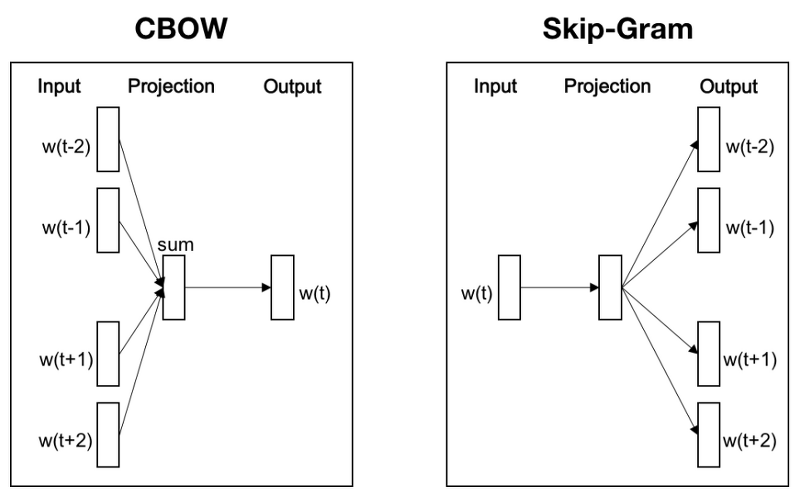 CBOW
Input Projection Output
w(t-2)
w(t-1)
sum
w(t)
w(t+1)
w(t+2)
Skip-Gram
Input Projection Output
w(t-2)
w(t-1)
w(t)
w(t+1)
w(t+2)